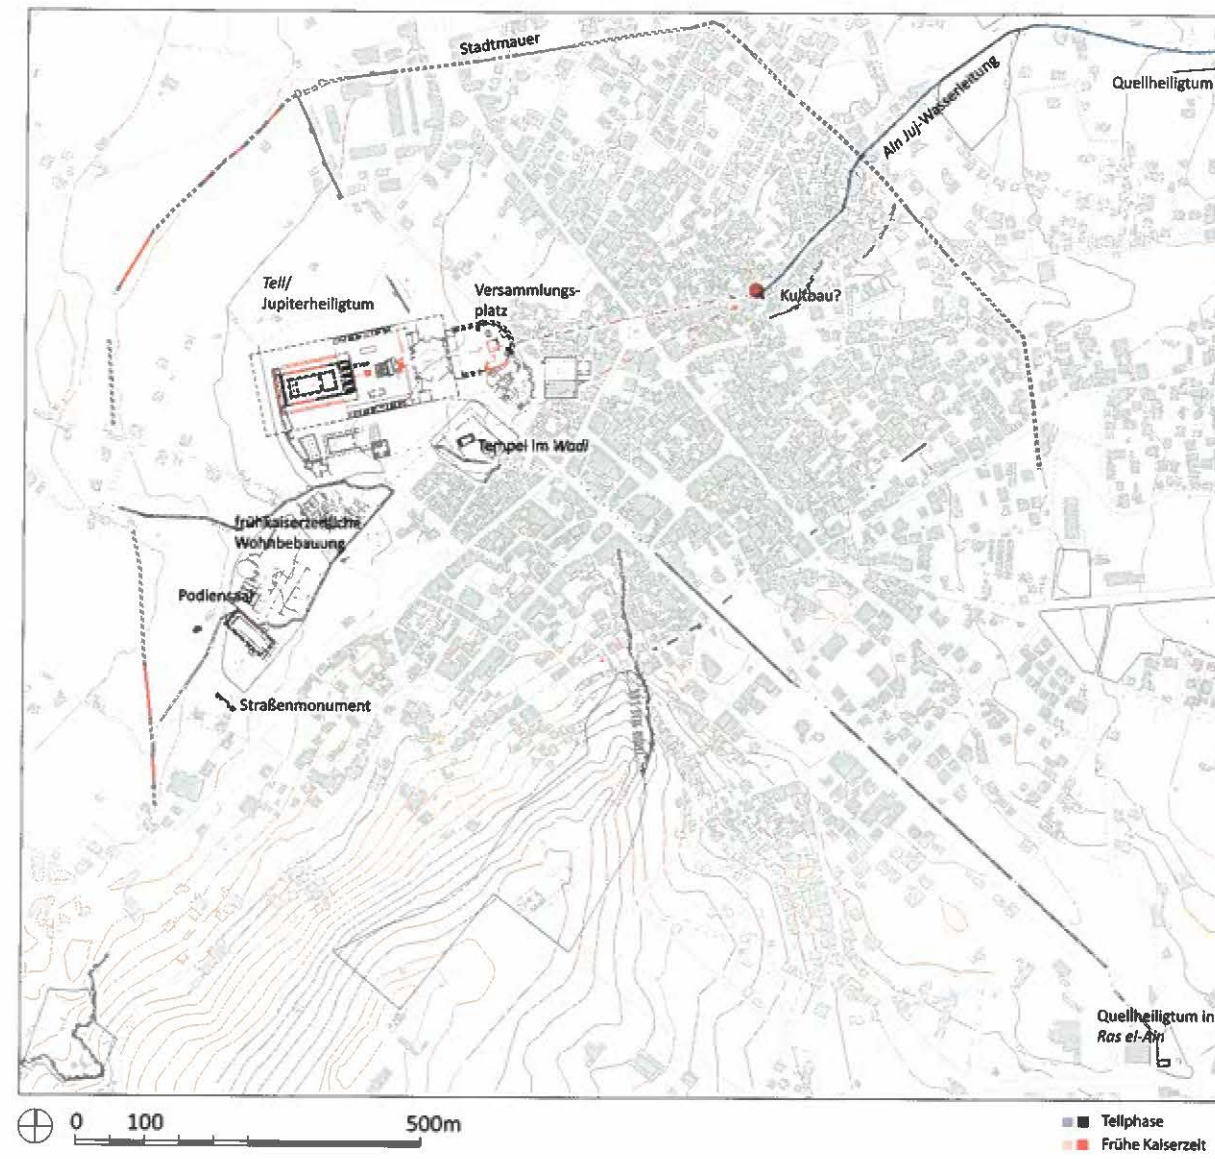 Stadtmauer
Ain Juj-Wasserleitung
Quellheiligtum
Tell/
Jupiterheiligtum
Versammlungs-
platz
Kultbau?
Tempel im Wadi
frühkaiserzeitliche
Wohnbebauung
Podiensaal
Straßenmonument
Quellheiligtum in
Ras el-Ain
0 100 500m
Tellphase
Frühe Kaiserzeit